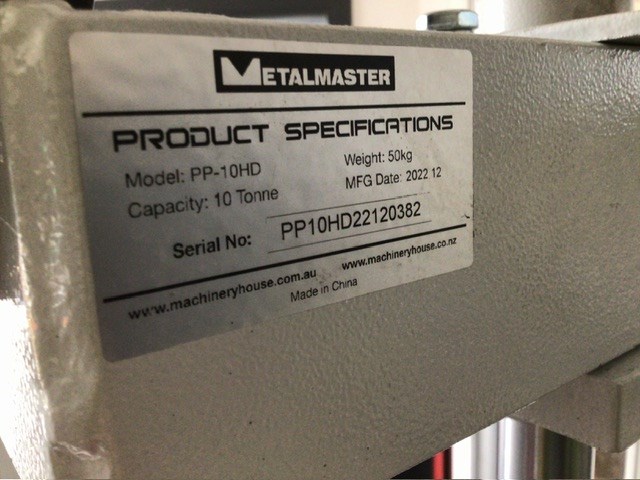 METALMASTER
PRODUCT SPECIFICATIONS
Model: PP-10HD
Weight: 50kg
Capacity: 10 Tonne
MFG Date: 2022 12
Serial No: PP10HD22120382
www.machineryhouse.com.au
www.machineryhouse.co.nz
Made in China